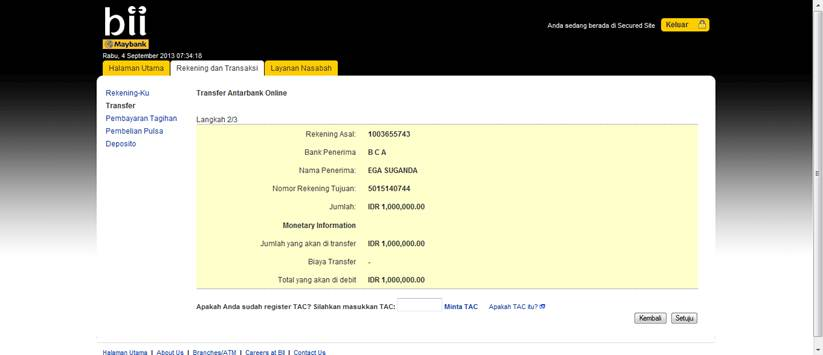 bii
Maybank
Anda sedang berada di Secured Site
Keluar
Rabu, 4 September 2013 07:34:18
Halaman Utama
Rekening dan Transaksi
Layanan Nasabah
Rekening-Ku
Transfer
Pembayaran Tagihan
Pembelian Pulsa
Deposito
Transfer Antarbank Online
Langkah 2/3
Rekening Asal: 1003655743
Bank Penerima B C A
Nama Penerima: EGA SUGANDA
Nomor Rekening Tujuan: 5015140744
Jumlah: IDR 1,000,000.00
Monetary Information
Jumlah yang akan di transfer IDR 1,000,000.00
Biaya Transfer -
Total yang akan di debit IDR 1,000,000.00
Apakah Anda sudah register TAC? Silahkan masukkan TAC: Minta TAC Apakah TAC itu?
Kembali Setuju
Halaman Utama | About Us | Branches/ATM | Careers at BII | Contact Us